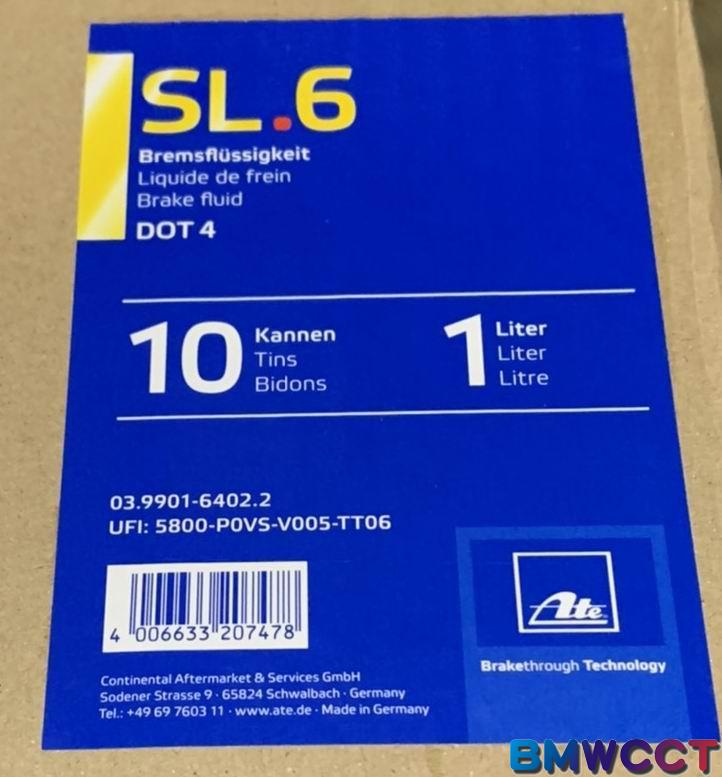 SL.6
Bremsflüssigkeit
Liquide de frein
Brake fluid
DOT 4
10 Kannen
Tins
Bidons
1 Liter
Liter
Litre
03.9901-6402.2
UFI: 5800-P0VS-V005-TT06
4 006633 207478
Ate
Brakethrough Technology
Continental Aftermarket & Services GmbH
Sodener Strasse 9 · 65824 Schwalbach · Germany
Tel.: +49 69 7603 11 · www.ate.de · Made in Germany
BMWCCT